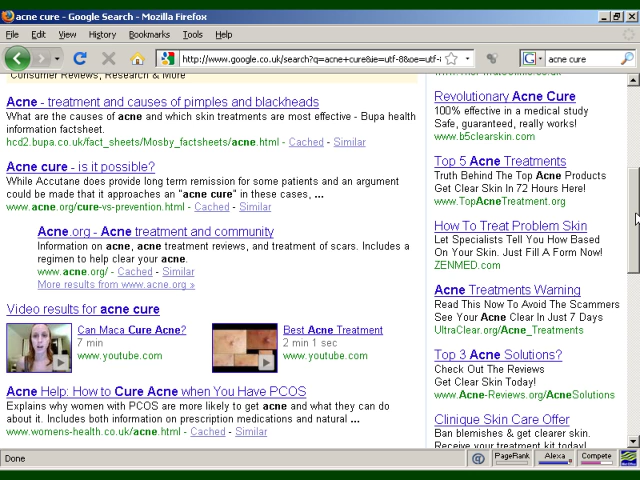 acne cure - Google Search - Mozilla Firefox
File Edit View History Bookmarks Tools Help
http://www.google.co.uk/search?q=acne+cure&ie=utf-8&oe=utf-
acne cure
Consumer Reviews, Research & More
Acne - treatment and causes of pimples and blackheads
What are the causes of acne and which skin treatments are most effective - Bupa health
information factsheet.
hcd2.bupa.co.uk/fact_sheets/Mosby_factsheets/acne.html - Cached - Similar
Acne cure - is it possible?
While Accutane does provide long term remission for some patients and an argument
could be made that it approaches an "acne cure" in these cases, ...
www.acne.org/cure-vs-prevention.html - Cached - Similar
Acne.org - Acne treatment and community
Information on acne, acne treatment reviews, and treatment of scars. Includes a
regimen to help clear your acne.
www.acne.org/ - Cached - Similar
More results from www.acne.org »
Video results for acne cure
Can Maca Cure Acne?
7 min
www.youtube.com
Best Acne Treatment
2 min 1 sec
www.youtube.com
Acne Help: How to Cure Acne when You Have PCOS
Explains why women with PCOS are more likely to get acne and what they can do
about it. Includes both information on prescription medications and natural ...
www.womens-health.co.uk/acne.html - Cached - Similar
Revolutionary Acne Cure
100% effective in a medical study
Safe, guaranteed, really works!
www.b5clearskin.com
Top 5 Acne Treatments
Truth Behind The Top Acne Products
Get Clear Skin In 72 Hours Here!
www.TopAcneTreatment.org
How To Treat Problem Skin
Let Specialists Tell You How Based
On Your Skin. Just Fill A Form Now!
ZENMED.com
Acne Treatments Warning
Read This Now To Avoid The Scammers
See Your Acne Clear In Just 7 Days
UltraClear.org/Acne_Treatments
Top 3 Acne Solutions?
Check Out The Reviews
Get Clear Skin Today!
www.Acne-Reviews.org/AcneSolutions
Clinique Skin Care Offer
Ban blemishes & get clearer skin.
Receive your treatment kit today!
Done
PageRank
Alexa
Compete